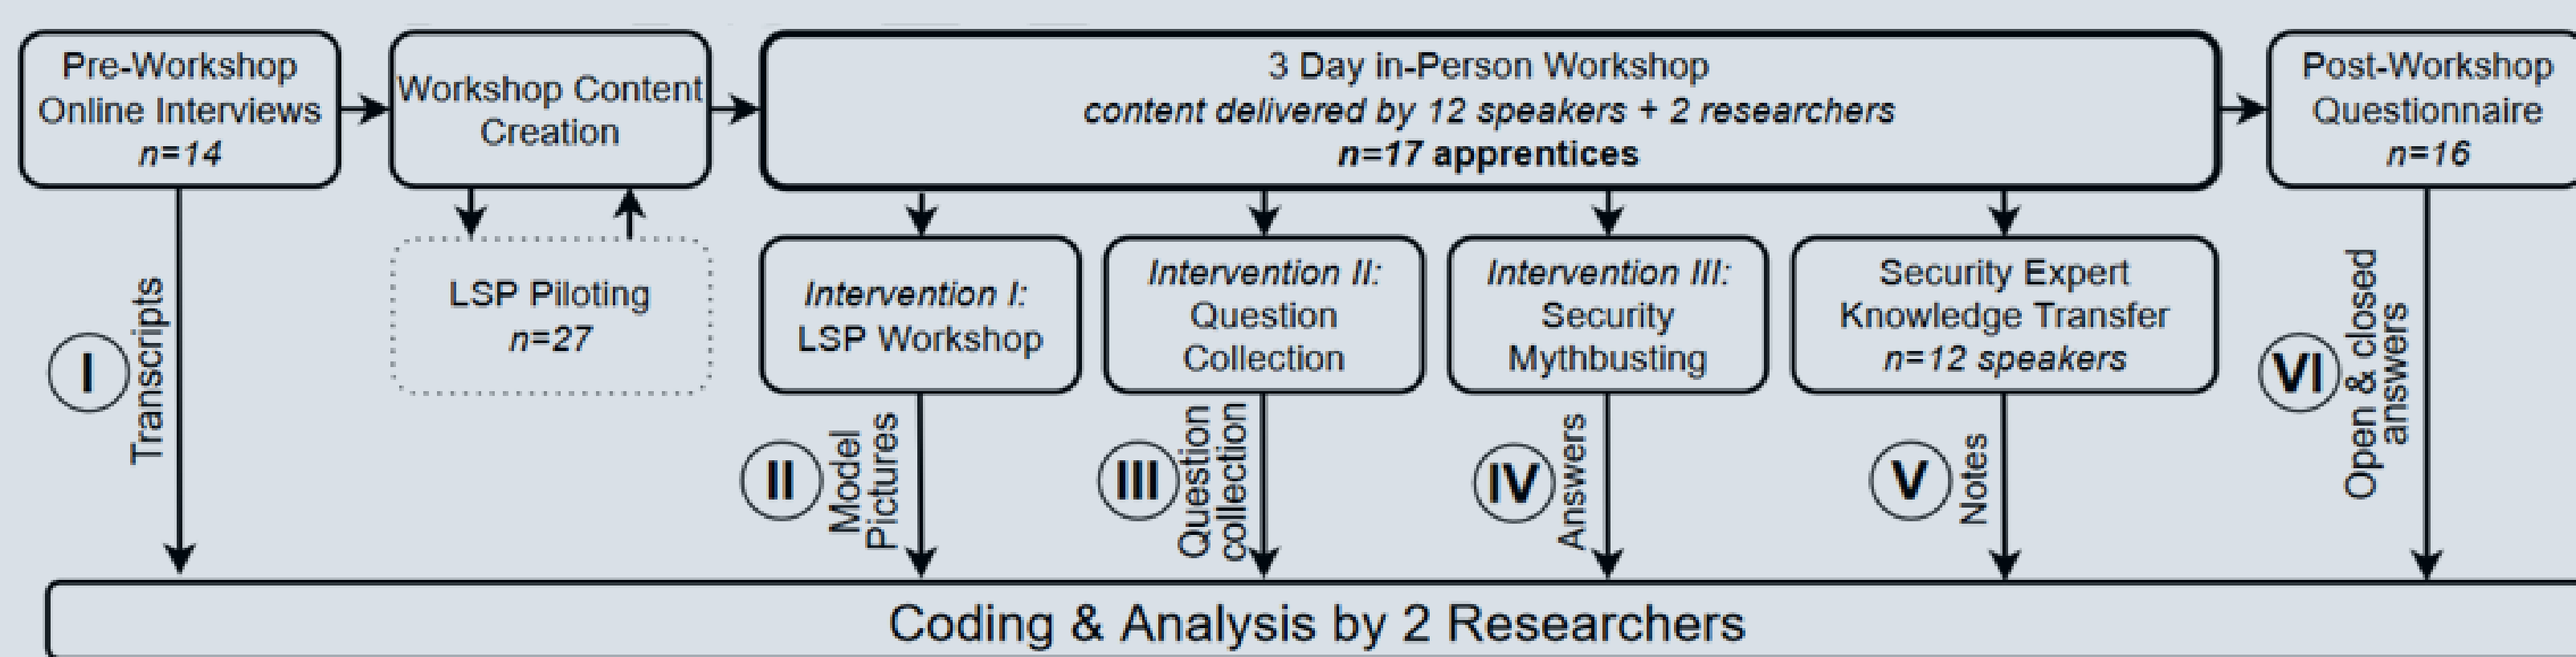 Pre-Workshop
Online Interviews
n=14
Workshop Content
Creation
3 Day in-Person Workshop
content delivered by 12 speakers + 2 researchers
n=17 apprentices
Post-Workshop
Questionnaire
n=16
LSP Piloting
n=27
Intervention I:
LSP Workshop
Intervention II:
Question
Collection
Intervention III:
Security
Mythbusting
Security Expert
Knowledge Transfer
n=12 speakers
I
Transcripts
II
Model
Pictures
III
Question
collection
IV
Answers
V
Notes
VI
Open & closed
answers
Coding & Analysis by 2 Researchers